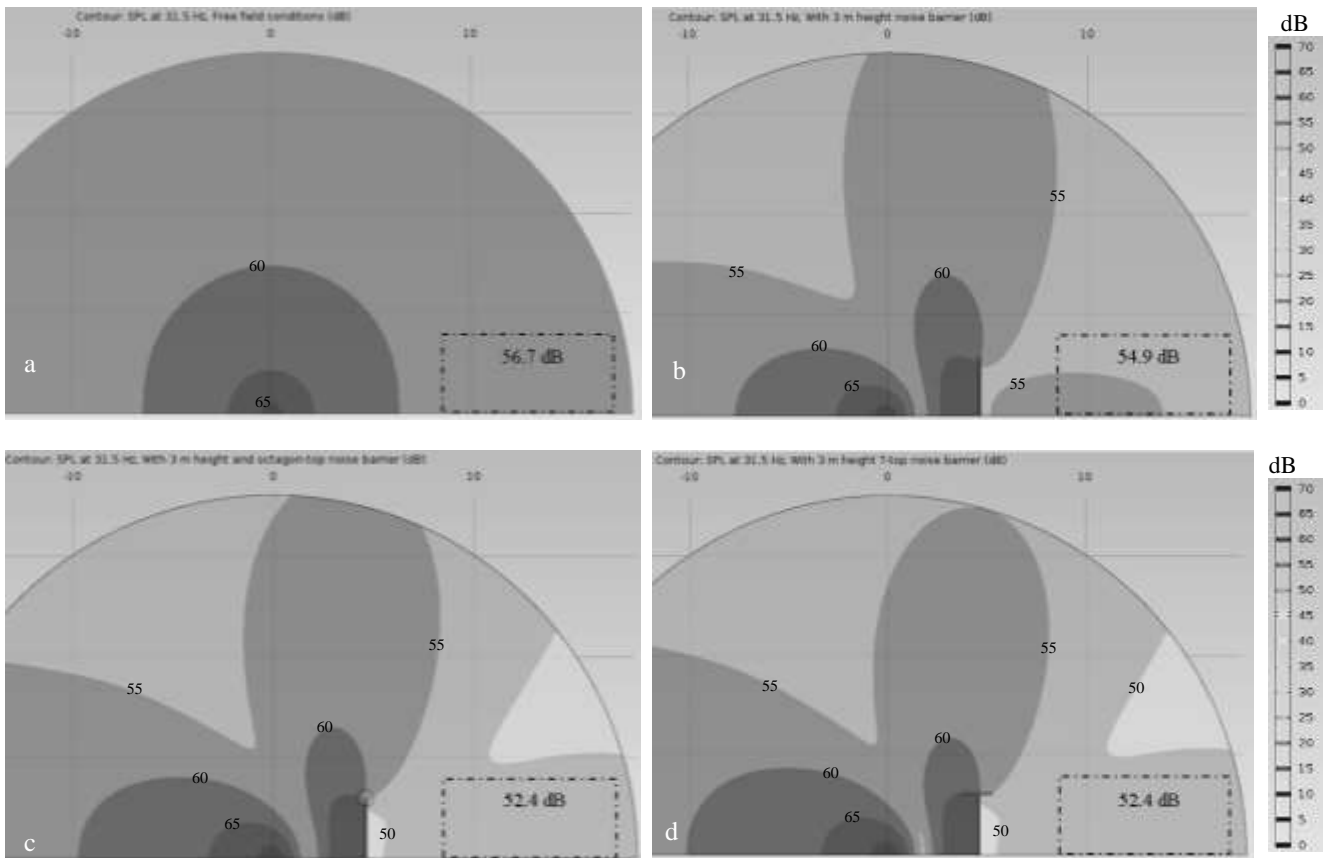 Contour: SPL at 31.5 Hz, Free field conditions (dB)
-10 0 10
60
65
56.7 dB
a
Contour: SPL at 31.5 Hz, With 3 m height noise barrier (dB)
-10 0 10
55
55
60
60
65
55
54.9 dB
b
dB
70
65
60
55
50
45
40
35
30
25
20
15
10
5
0
Contour: SPL at 31.5 Hz, With 3 m height and octagon-top noise barrier (dB)
-10 0 10
55
55
60
60
65
50
52.4 dB
c
Contour: SPL at 31.5 Hz, With 3 m height T-top noise barrier (dB)
-10 0 10
55
55
50
60
60
65
50
52.4 dB
d
dB
70
65
60
55
50
45
40
35
30
25
20
15
10
5
0